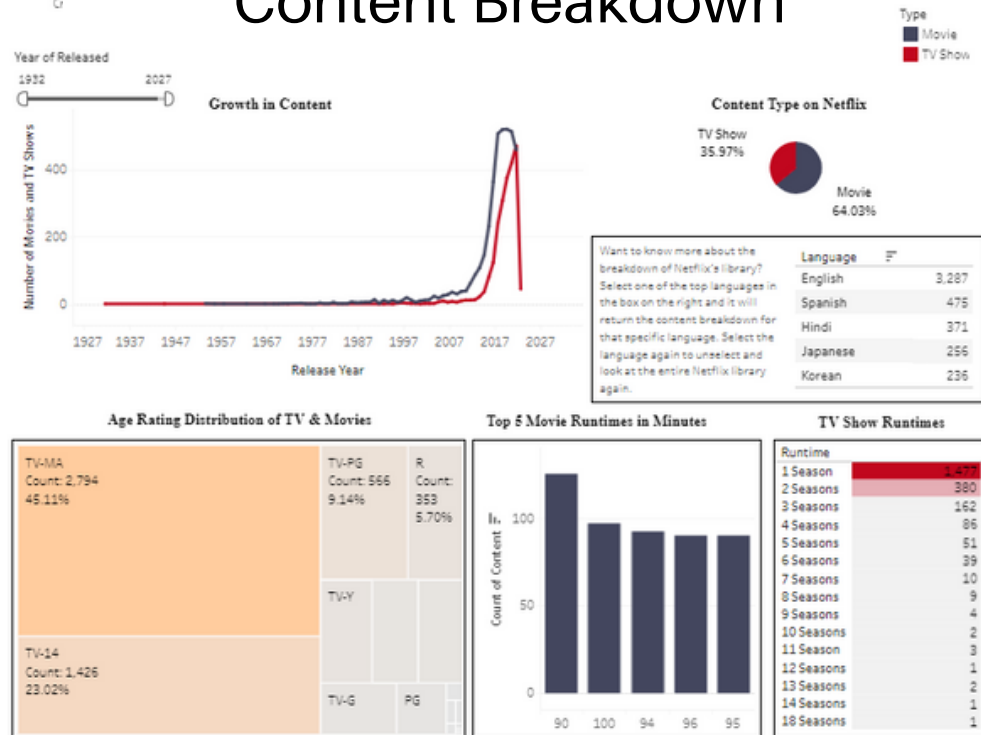 Content Breakdown
Type
Movie
TV Show
Year of Released
1932 2027
Growth in Content
Number of Movies and TV Shows
400
200
0
1927 1937 1947 1957 1967 1977 1987 1997 2007 2017 2027
Release Year
Content Type on Netflix
TV Show
35.97%
Movie
64.03%
Want to know more about the
breakdown of Netflix's library?
Select one of the top languages in
the box on the right and it will
return the content breakdown for
that specific language. Select the
language again to unselect and
look at the entire Netflix library
again.
Language
English 3,287
Spanish 475
Hindi 371
Japanese 256
Korean 236
Age Rating Distribution of TV & Movies
TV-MA
Count: 2,794
45.11%
TV-14
Count: 1,426
23.02%
TV-PG
Count: 566
9.14%
R
Count:
353
5.70%
TV-Y
TV-G
PG
Top 5 Movie Runtimes in Minutes
Count of Content
100
50
0
90 100 94 96 95
TV Show Runtimes
Runtime
1 Season 1,477
2 Seasons 380
3 Seasons 162
4 Seasons 86
5 Seasons 51
6 Seasons 39
7 Seasons 10
8 Seasons 9
9 Seasons 4
10 Seasons 2
11 Season 3
12 Seasons 1
13 Seasons 2
14 Seasons 1
18 Seasons 1